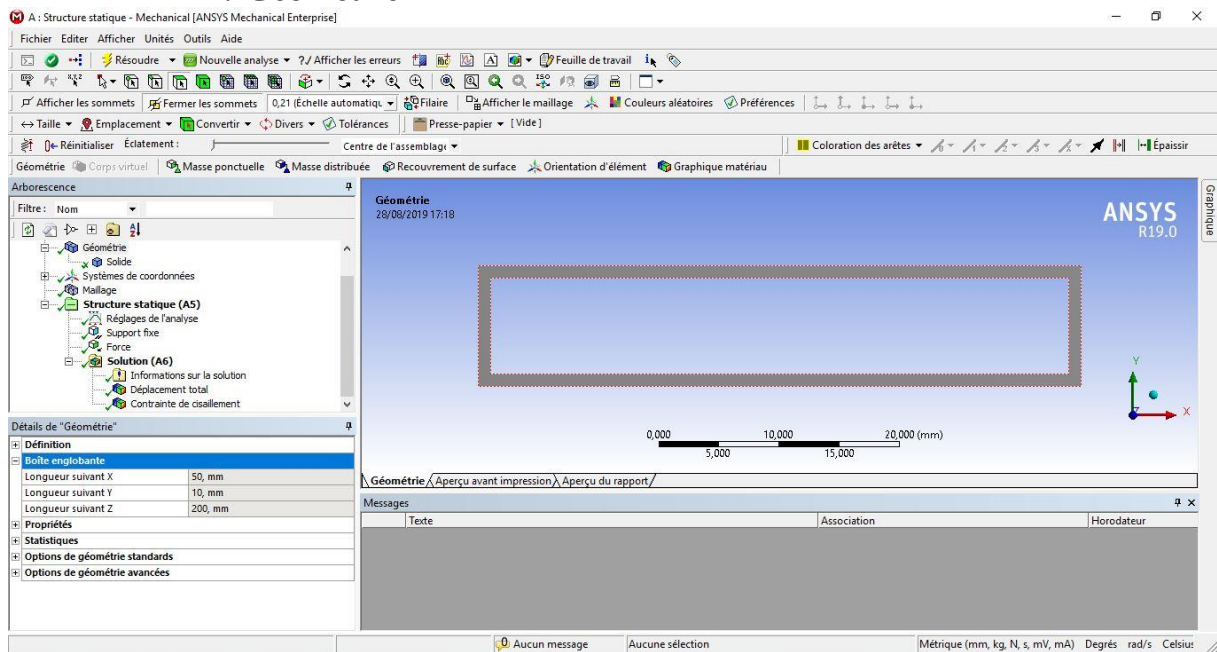 A : Structure statique - Mechanical [ANSYS Mechanical Enterprise]
Fichier Editer Afficher Unités Outils Aide
Résoudre Nouvelle analyse ?✓ Afficher les erreurs Feuille de travail
0,21 (Échelle automatiqu
Afficher les sommets Fermer les sommets Filaire Afficher le maillage Couleurs aléatoires Préférences
Taille Emplacement Convertir Divers Tolérances Presse-papier [Vide]
Réinitialiser Éclatement : Centre de l'assemblage Coloration des arêtes Épaissir
Géométrie Corps virtuel Masse ponctuelle Masse distribuée Recouvrement de surface Orientation d'élément Graphique matériau
Arborescence
Filtre : Nom
Géométrie
Solide
Systèmes de coordonnées
Maillage
Structure statique (A5)
Réglages de l'analyse
Support fixe
Force
Solution (A6)
Informations sur la solution
Déplacement total
Contrainte de cisaillement
Détails de "Géométrie"
Définition
Boîte englobante
Longueur suivant X 50, mm
Longueur suivant Y 10, mm
Longueur suivant Z 200, mm
Propriétés
Statistiques
Options de géométrie standards
Options de géométrie avancées
Géométrie
28/08/2019 17:18
ANSYS
R19.0
Graphique
Y
Z X
0,000 10,000 20,000 (mm)
5,000 15,000
Géométrie Aperçu avant impression Aperçu du rapport
Messages
Texte Association Horodateur
0 Aucun message Aucune sélection Métrique (mm, kg, N, s, mV, mA) Degrés rad/s Celsius